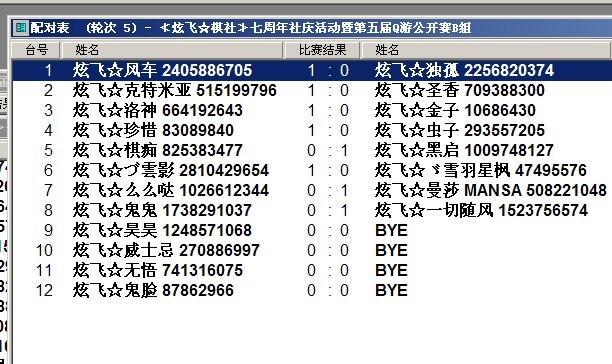 配对表 （轮次 5）- ≮炫飞☆棋社≯七周年社庆活动暨第五届Q游公开赛B组
台号 姓名 比赛结果 姓名
1 炫飞☆风车 2405886705 1 : 0 炫飞☆独孤 2256820374
2 炫飞☆克特米亚 515199796 1 : 0 炫飞☆圣香 709388300
3 炫飞☆洛神 664192643 1 : 0 炫飞☆金子 10686430
4 炫飞☆珍惜 83089840 1 : 0 炫飞☆虫子 293557205
5 炫飞☆棋痴 825383477 0 : 1 炫飞☆黑启 1009748127
6 炫飞☆づ雲影 2810429654 1 : 0 炫飞☆ヾ雪羽星枫 47495576
7 炫飞☆么么哒 1026612344 0 : 1 炫飞☆曼莎 MANSA 508221048
8 炫飞☆鬼鬼 1738291037 0 : 1 炫飞☆一切随风 1523756574
9 炫飞☆昊昊 1248571068 0 : 0 BYE
10 炫飞☆威士忌 270886997 0 : 0 BYE
11 炫飞☆无悟 741316075 0 : 0 BYE
12 炫飞☆鬼脸 87862966 0 : 0 BYE